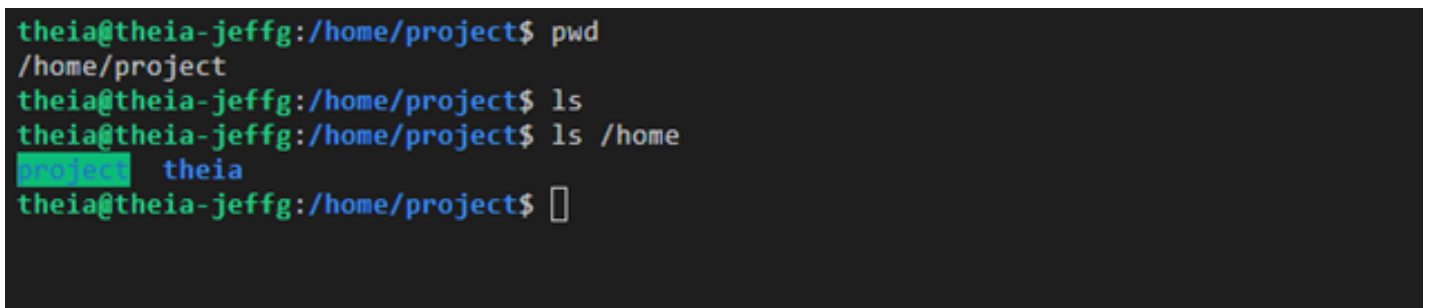 theia@theia-jeffg:/home/project$ pwd
/home/project
theia@theia-jeffg:/home/project$ ls
theia@theia-jeffg:/home/project$ ls /home
project  theia
theia@theia-jeffg:/home/project$